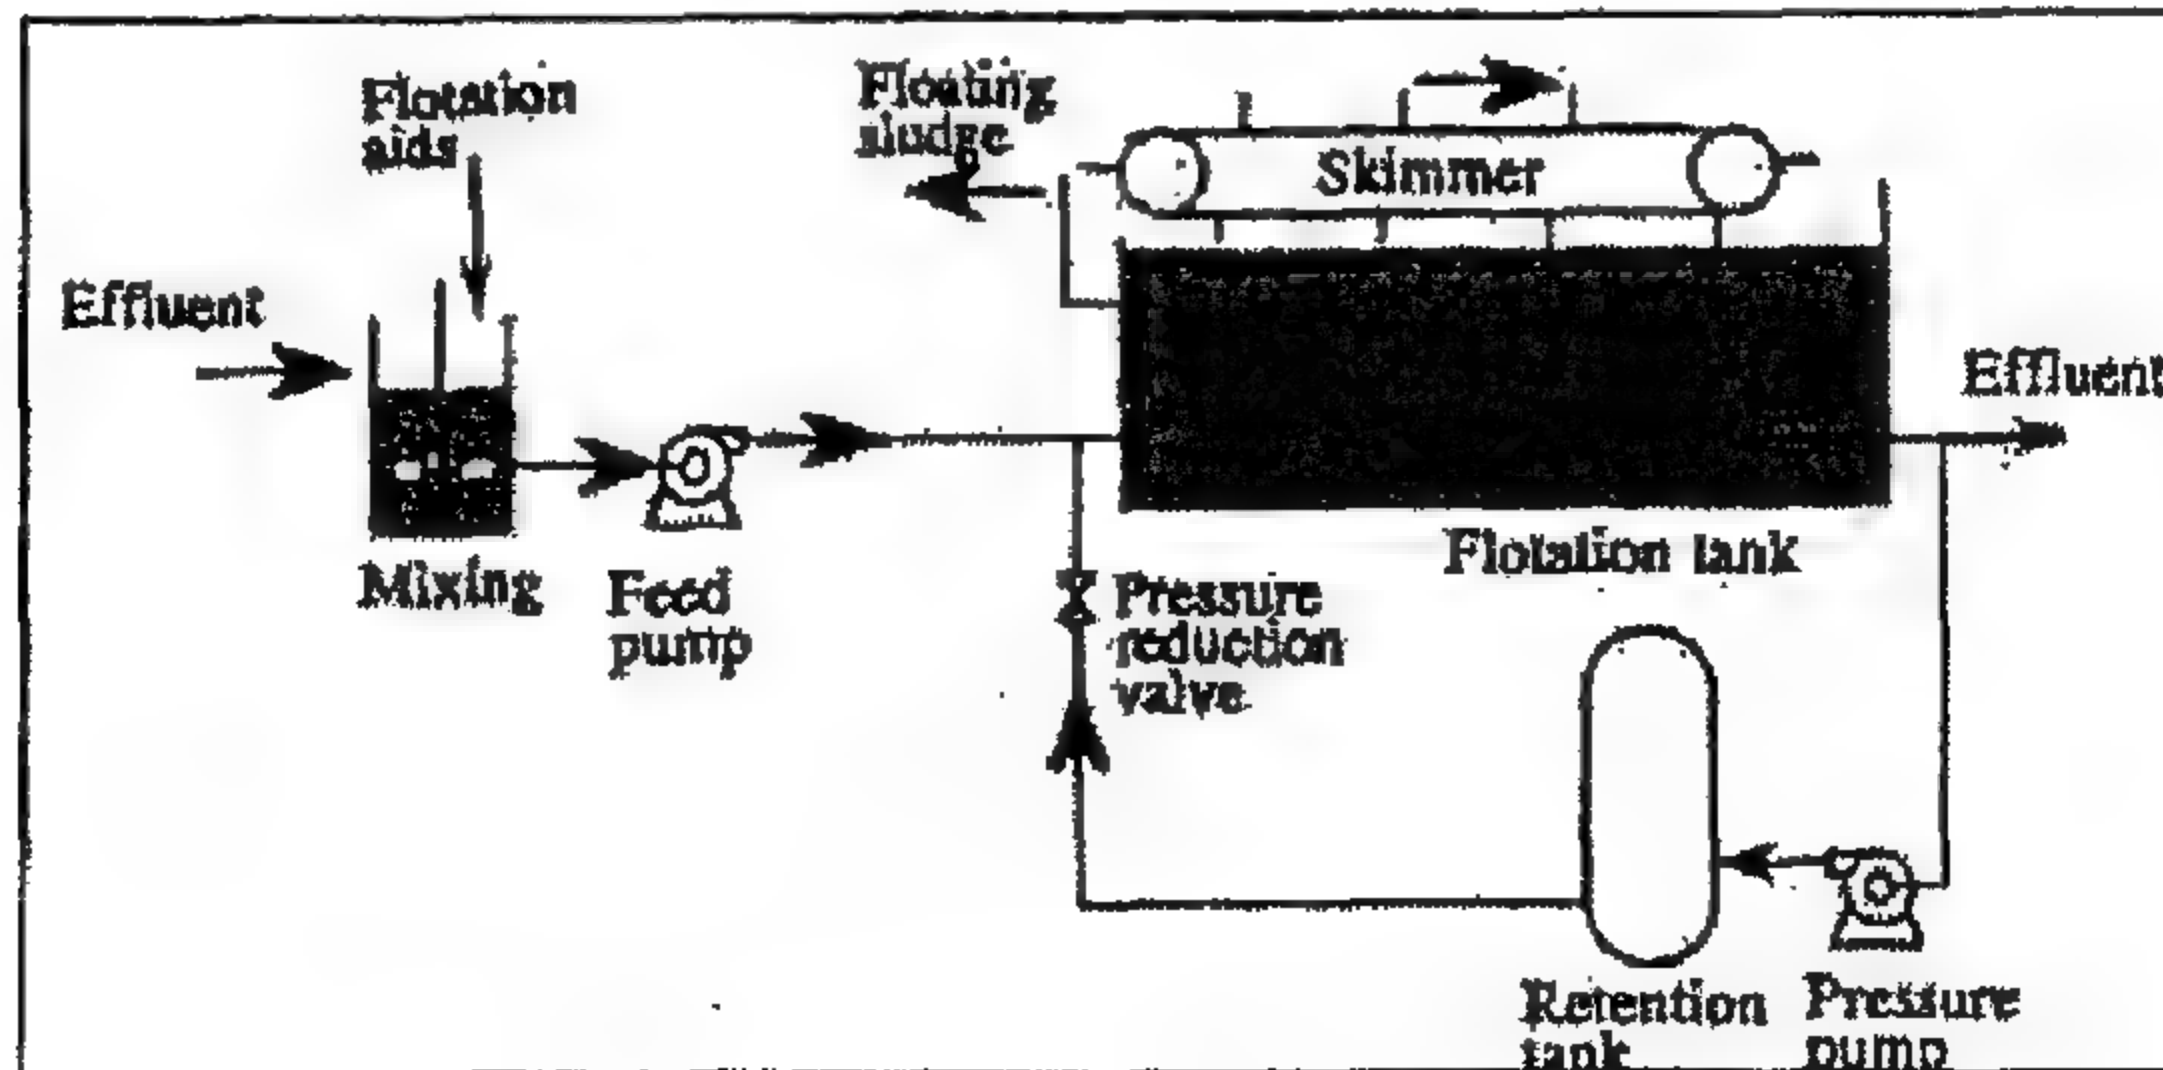 Flotation
aids
Floating
sludge
Skimmer
Effluent
Effluent
Mixing
Feed
pump
Flotation tank
Pressure
reduction
valve
Retention
tank
Pressure
pump